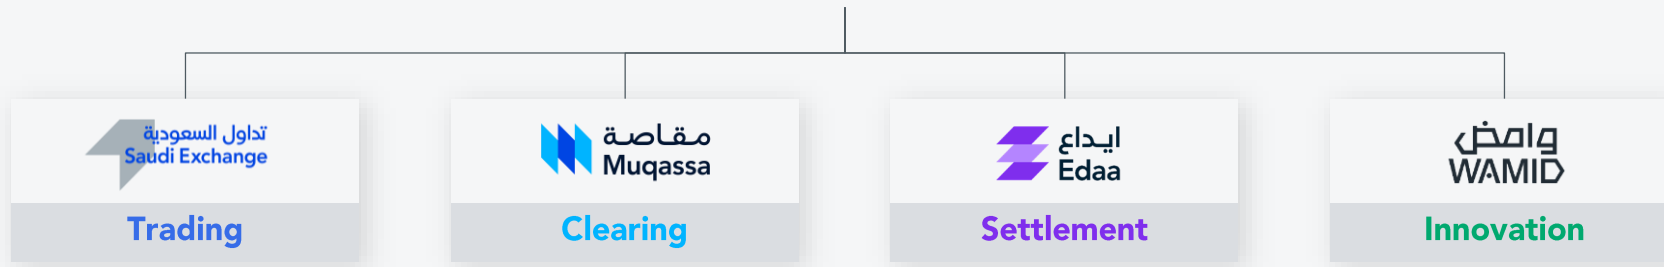 تداول السعودية
Saudi Exchange
Trading
مقاصة
Muqassa
Clearing
ايداع
Edaa
Settlement
وامض
WAMID
Innovation